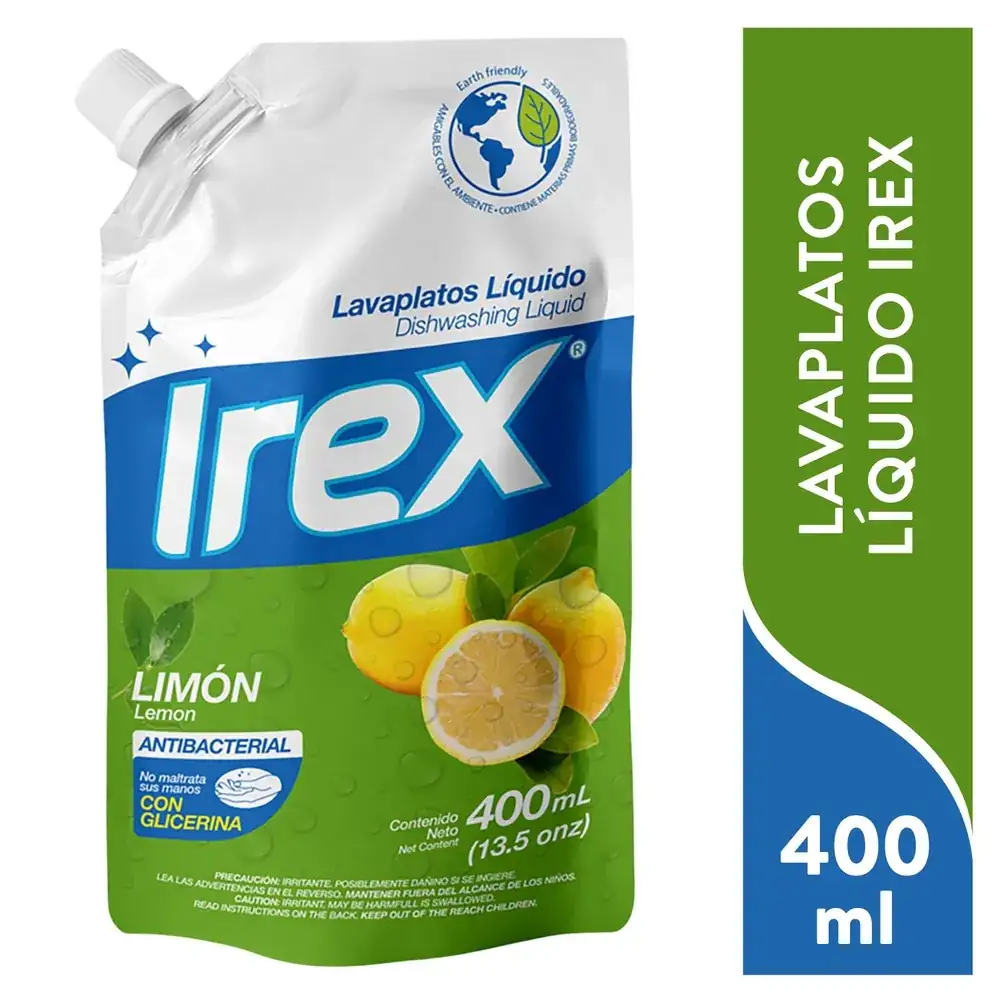 Earth friendly
AMIGABLES CON EL AMBIENTE • CONTIENE MATERIAS PRIMAS BIODEGRADABLES
Lavaplatos Líquido
Dishwashing Liquid
Irex®
LIMÓN
Lemon
ANTIBACTERIAL
No maltrata
sus manos
CON
GLICERINA
Contenido
Neto
Net Content
400mL
(13.5 onz)
PRECAUCIÓN: IRRITANTE. POSIBLEMENTE DAÑINO SI SE INGIERE.
LEA LAS ADVERTENCIAS EN EL REVERSO. MANTENER FUERA DEL ALCANCE DE LOS NIÑOS.
CAUTION: IRRITANT. MAY BE HARMFULL IS SWALLOWED.
READ INSTRUCTIONS ON THE BACK. KEEP OUT OF THE REACH CHILDREN.
LAVAPLATOS
LÍQUIDO IREX
400
ml